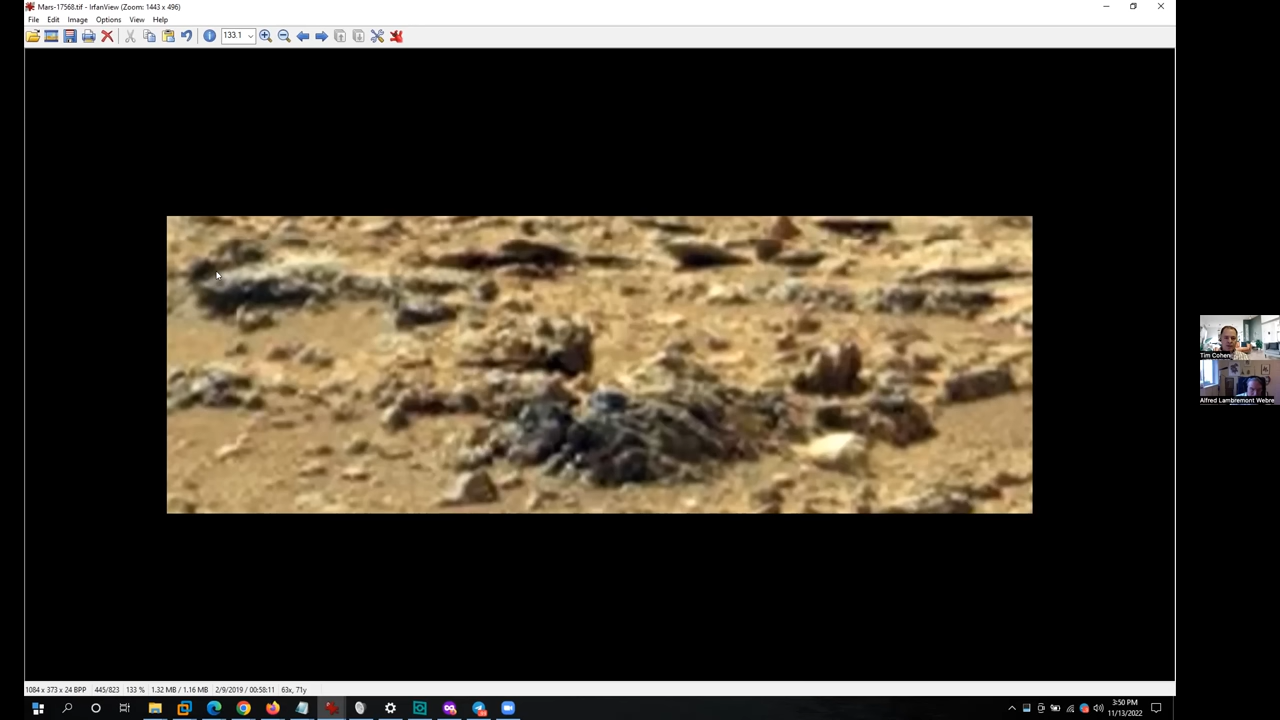 Mars-17568.tif - IrfanView (Zoom: 1443 x 496)
File Edit Image Options View Help
133.1
Tim Cohen
Alfred Lambremont Webre
1084 x 373 x 24 BPP 445/823 133 % 1.32 MB / 1.16 MB 2/9/2019 / 00:58:11 63x, 71y
3:50 PM
11/13/2022